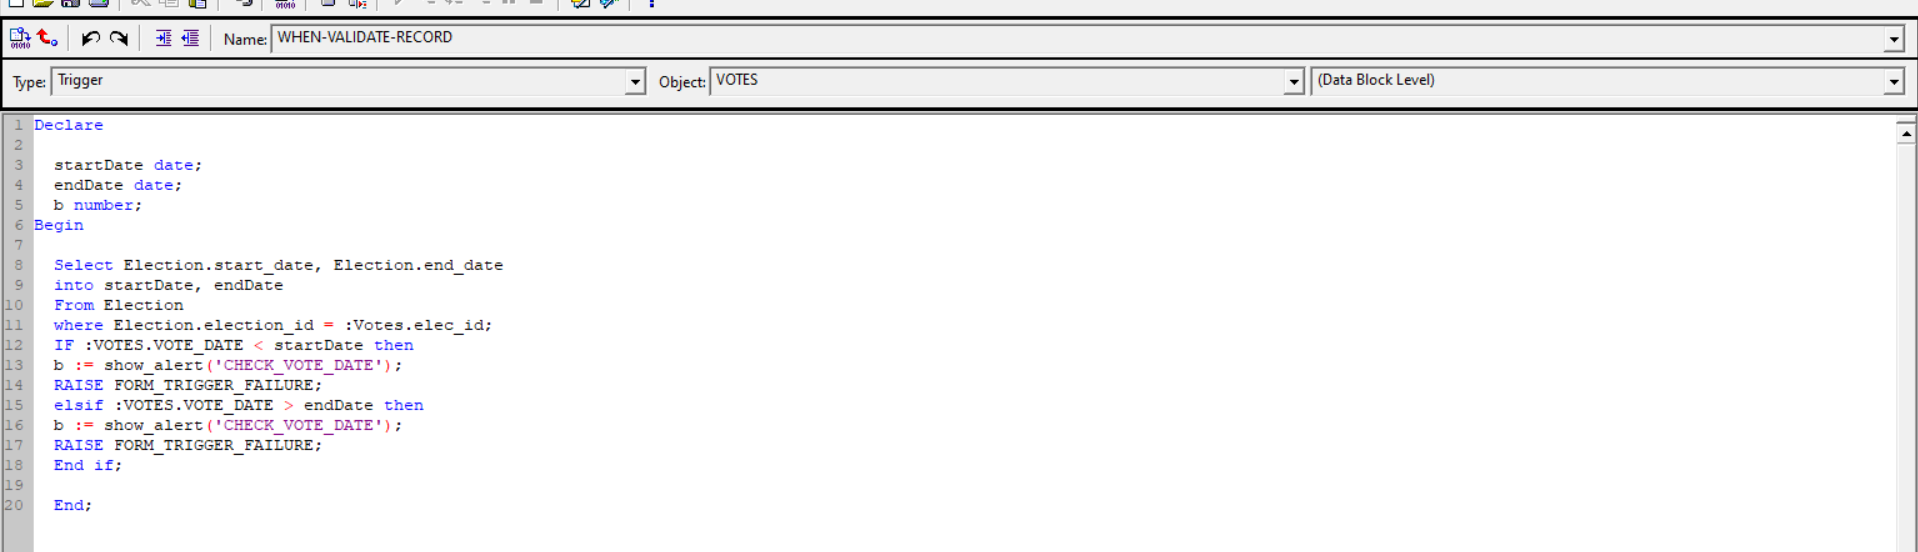 Name: WHEN-VALIDATE-RECORD
Type: Trigger Object: VOTES (Data Block Level)
1 Declare
2
3 startDate date;
4 endDate date;
5 b number;
6 Begin
7
8 Select Election.start_date, Election.end_date
9 into startDate, endDate
10 From Election
11 where Election.election_id = :Votes.elec_id;
12 IF :VOTES.VOTE_DATE < startDate then
13 b := show_alert('CHECK_VOTE_DATE');
14 RAISE FORM_TRIGGER_FAILURE;
15 elsif :VOTES.VOTE_DATE > endDate then
16 b := show_alert('CHECK_VOTE_DATE');
17 RAISE FORM_TRIGGER_FAILURE;
18 End if;
19
20 End;